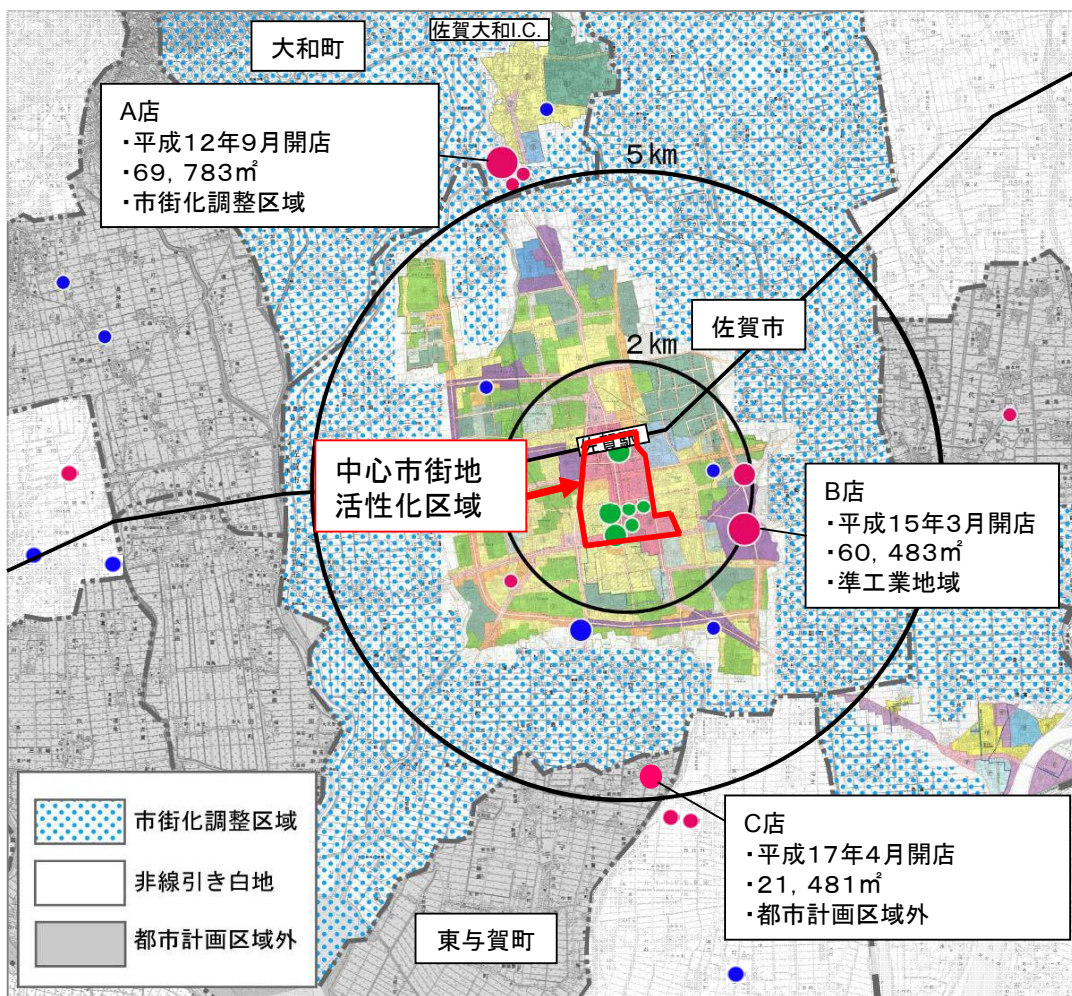 大和町
佐賀大和I.C.
A店
・平成12年9月開店
・69,783㎡
・市街化調整区域
5km
佐賀市
2km
佐賀駅
中心市街地
活性化区域
B店
・平成15年3月開店
・60,483㎡
・準工業地域
C店
・平成17年4月開店
・21,481㎡
・都市計画区域外
東与賀町
市街化調整区域
非線引き白地
都市計画区域外